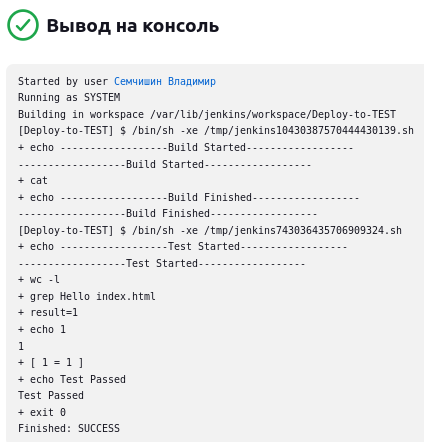 Вывод на консоль
Started by user Семчишин Владимир
Running as SYSTEM
Building in workspace /var/lib/jenkins/workspace/Deploy-to-TEST
[Deploy-to-TEST] $ /bin/sh -xe /tmp/jenkins10430387570444430139.sh
+ echo ------------------Build Started------------------
------------------Build Started------------------
+ cat
+ echo ------------------Build Finished------------------
------------------Build Finished------------------
[Deploy-to-TEST] $ /bin/sh -xe /tmp/jenkins743036435706909324.sh
+ echo ------------------Test Started------------------
------------------Test Started------------------
+ wc -l
+ grep Hello index.html
+ result=1
+ echo 1
1
+ [ 1 = 1 ]
+ echo Test Passed
Test Passed
+ exit 0
Finished: SUCCESS